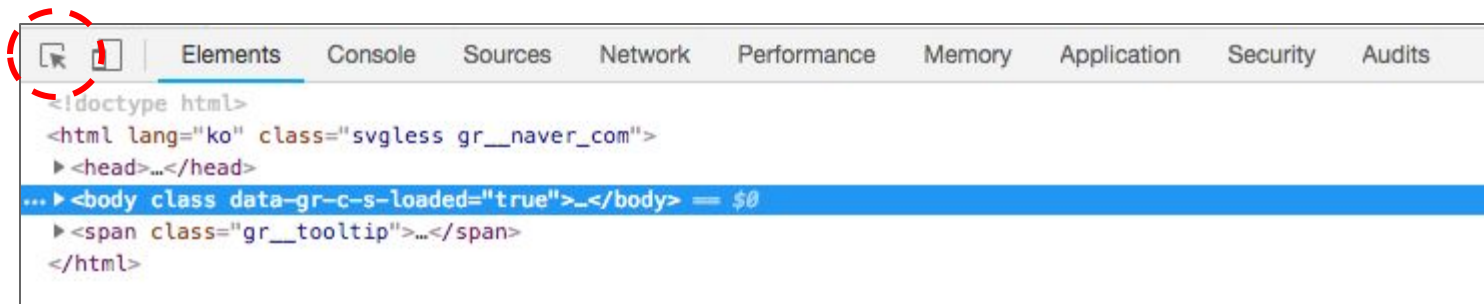 Elements Console Sources Network Performance Memory Application Security Audits
<!doctype html>
<html lang="ko" class="svgless gr__naver_com">
▶<head>…</head>
... ▶<body class data-gr-c-s-loaded="true">…</body> == $0
▶<span class="gr__tooltip">…</span>
</html>